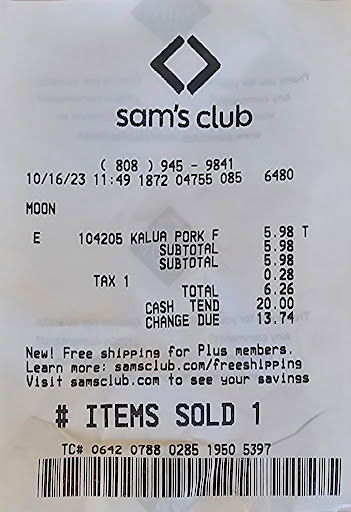 sam's club
( 808 ) 945 - 9841
10/16/23 11:49 1872 04755 085 6480
MOON
E 104205 KALUA PORK F 5.98 T
SUBTOTAL 5.98
SUBTOTAL 5.98
TAX 1 0.28
TOTAL 6.26
CASH TEND 20.00
CHANGE DUE 13.74
New! Free shipping for Plus members.
Learn more: samsclub.com/freeshipping
Visit samsclub.com to see your savings
# ITEMS SOLD 1
TC# 0642 0788 0285 1950 5397